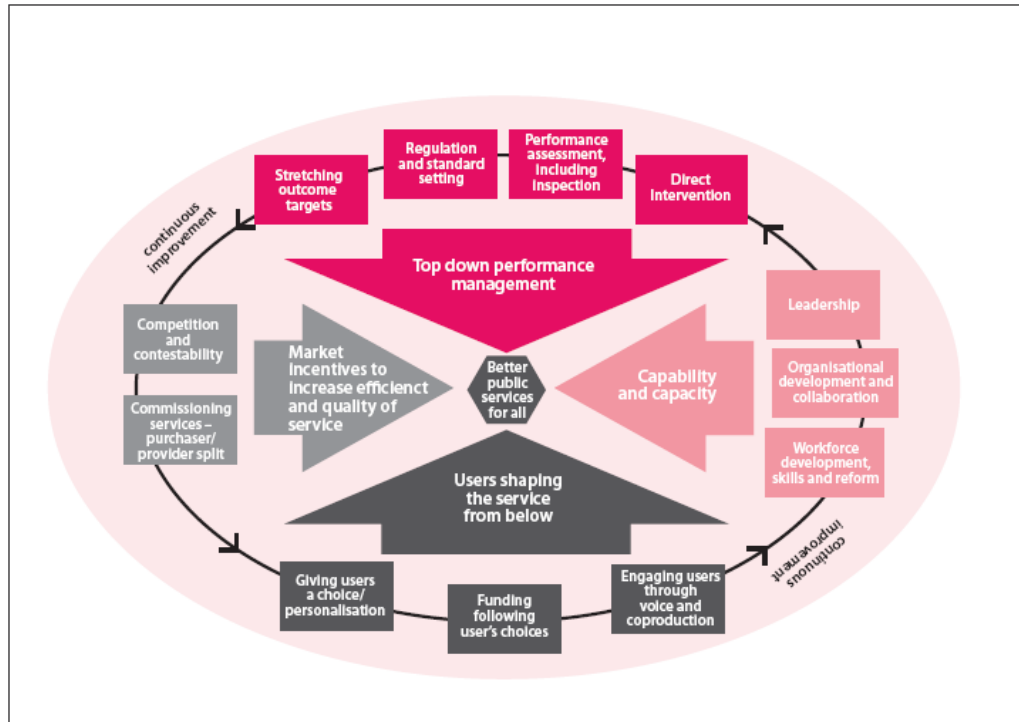 Stretching
outcome
targets
Regulation
and standard
setting
Performance
assessment,
including
inspection
Direct
Intervention
continuous
improvement
Top down performance
management
Competition
and
contestability
Commissioning
services –
purchaser/
provider split
Market
incentives to
increase efficienct
and quality of
service
Better
public
services
for all
Capability
and capacity
Leadership
Organisational
development and
collaboration
Workforce
development,
skills and reform
Users shaping
the service
from below
continuous
improvement
Giving users
a choice/
personalisation
Funding
following
user’s choices
Engaging users
through
voice and
coproduction